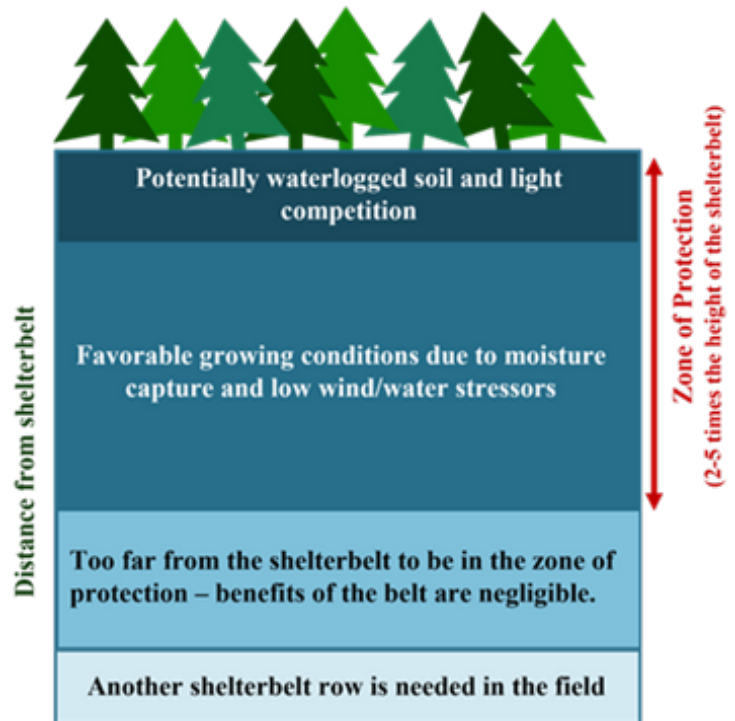 Potentially waterlogged soil and light
competition
Favorable growing conditions due to moisture
capture and low wind/water stressors
Too far from the shelterbelt to be in the zone of
protection – benefits of the belt are negligible.
Another shelterbelt row is needed in the field
Distance from shelterbelt
Zone of Protection
(2-5 times the height of the shelterbelt)